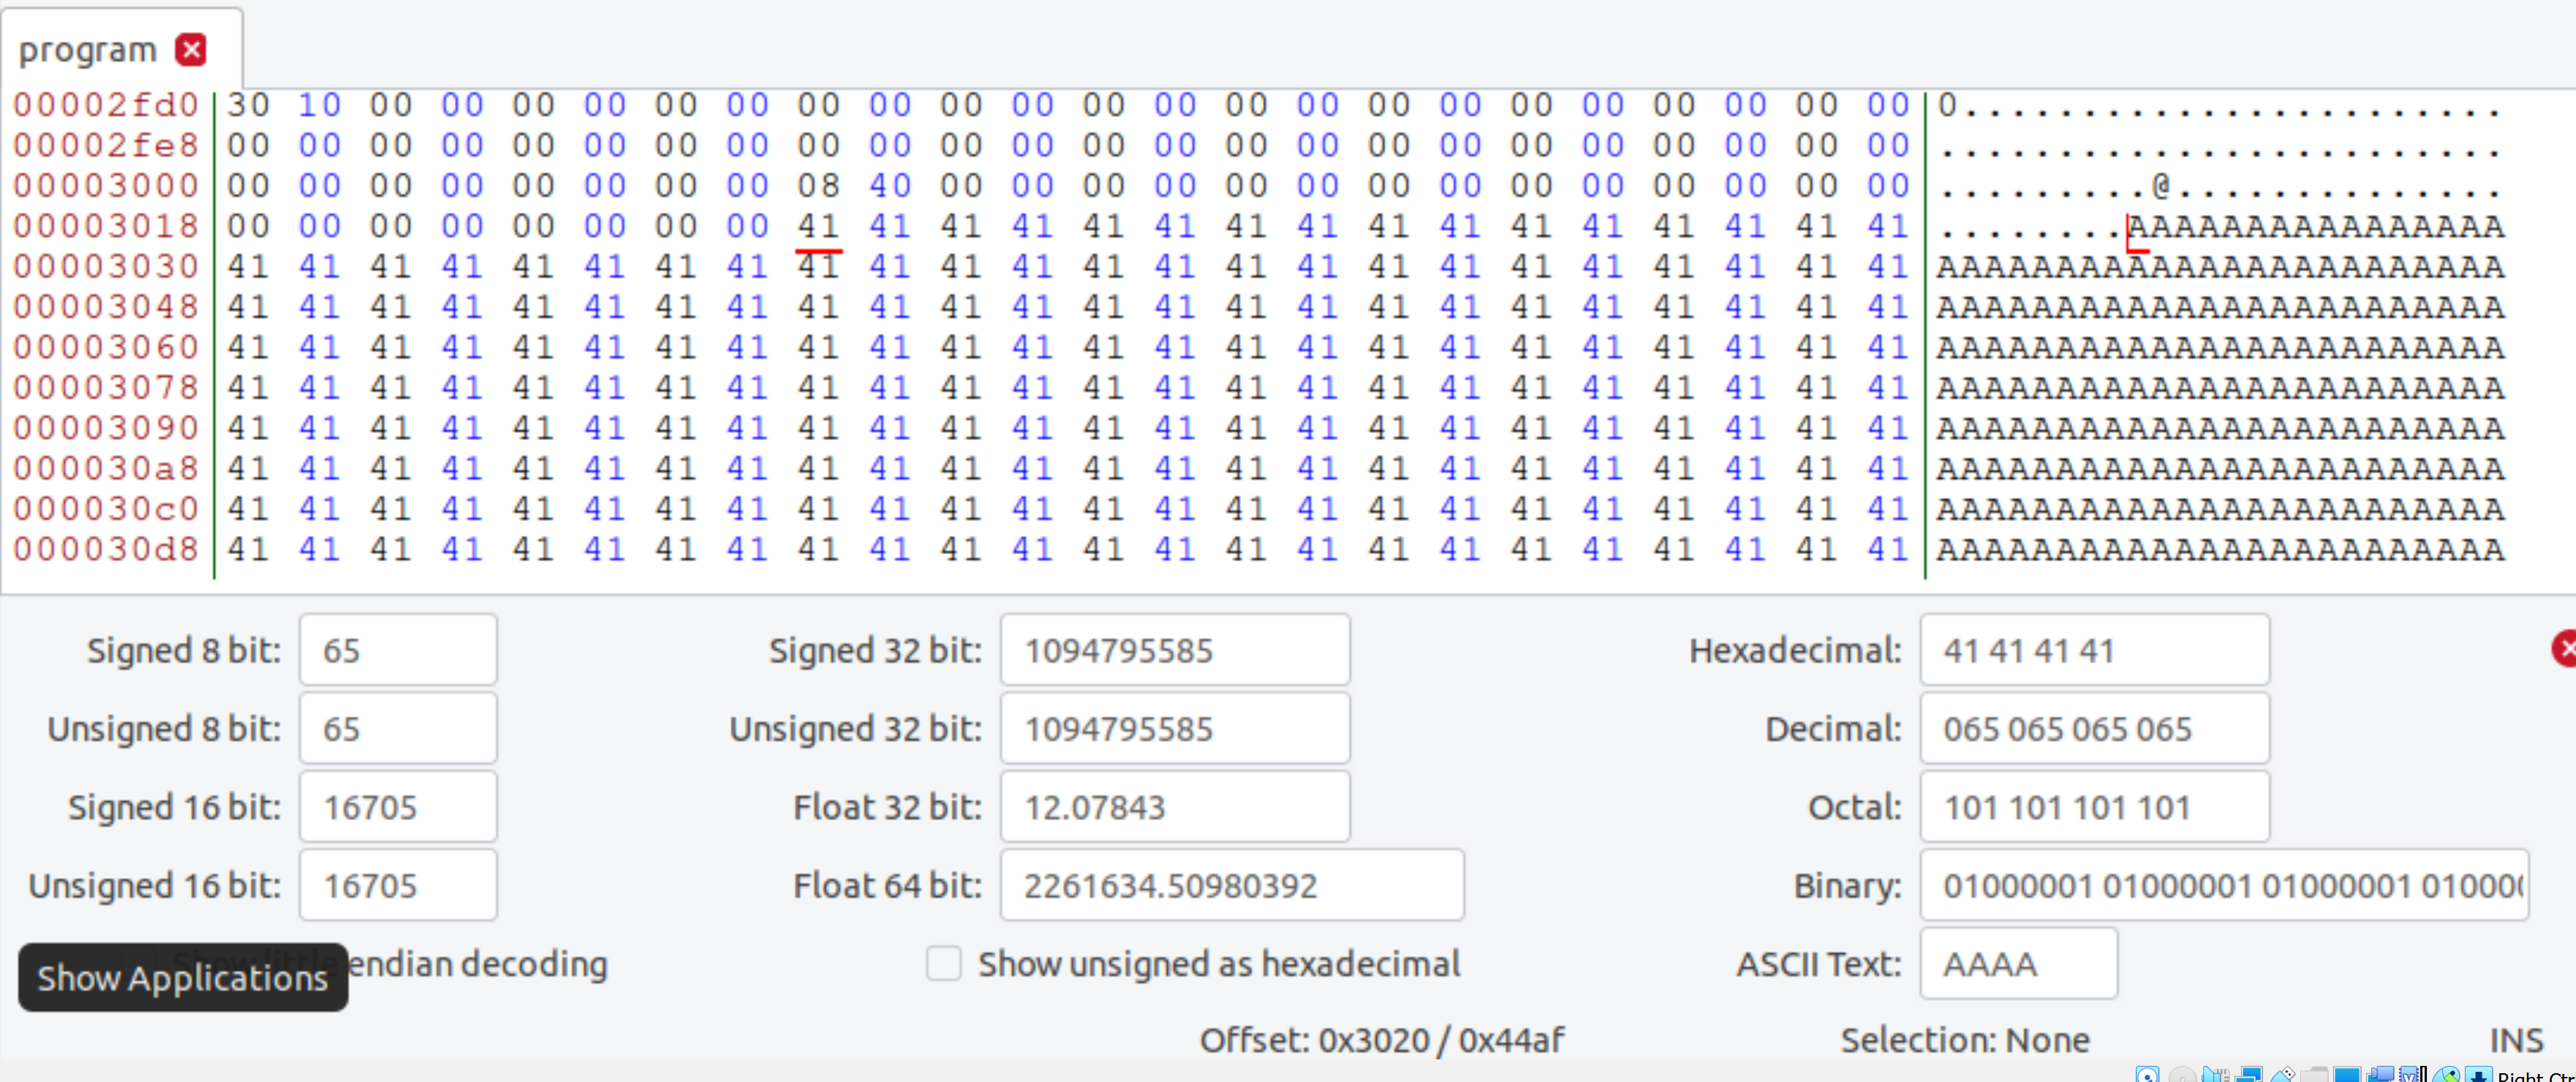 program
00002fd0 30 10 00 00 00 00 00 00 00 00 00 00 00 00 00 00 00 00 00 00 00 00 00 00 0.......................
00002fe8 00 00 00 00 00 00 00 00 00 00 00 00 00 00 00 00 00 00 00 00 00 00 00 00 ........................
00003000 00 00 00 00 00 00 00 00 08 40 00 00 00 00 00 00 00 00 00 00 00 00 00 00 .........@..............
00003018 00 00 00 00 00 00 00 00 41 41 41 41 41 41 41 41 41 41 41 41 41 41 41 41 ........AAAAAAAAAAAAAAAA
00003030 41 41 41 41 41 41 41 41 41 41 41 41 41 41 41 41 41 41 41 41 41 41 41 41 AAAAAAAAAAAAAAAAAAAAAAAA
00003048 41 41 41 41 41 41 41 41 41 41 41 41 41 41 41 41 41 41 41 41 41 41 41 41 AAAAAAAAAAAAAAAAAAAAAAAA
00003060 41 41 41 41 41 41 41 41 41 41 41 41 41 41 41 41 41 41 41 41 41 41 41 41 AAAAAAAAAAAAAAAAAAAAAAAA
00003078 41 41 41 41 41 41 41 41 41 41 41 41 41 41 41 41 41 41 41 41 41 41 41 41 AAAAAAAAAAAAAAAAAAAAAAAA
00003090 41 41 41 41 41 41 41 41 41 41 41 41 41 41 41 41 41 41 41 41 41 41 41 41 AAAAAAAAAAAAAAAAAAAAAAAA
000030a8 41 41 41 41 41 41 41 41 41 41 41 41 41 41 41 41 41 41 41 41 41 41 41 41 AAAAAAAAAAAAAAAAAAAAAAAA
000030c0 41 41 41 41 41 41 41 41 41 41 41 41 41 41 41 41 41 41 41 41 41 41 41 41 AAAAAAAAAAAAAAAAAAAAAAAA
000030d8 41 41 41 41 41 41 41 41 41 41 41 41 41 41 41 41 41 41 41 41 41 41 41 41 AAAAAAAAAAAAAAAAAAAAAAAA
Signed 8 bit: 65 Signed 32 bit: 1094795585 Hexadecimal: 41 41 41 41
Unsigned 8 bit: 65 Unsigned 32 bit: 1094795585 Decimal: 065 065 065 065
Signed 16 bit: 16705 Float 32 bit: 12.07843 Octal: 101 101 101 101
Unsigned 16 bit: 16705 Float 64 bit: 2261634.50980392 Binary: 01000001 01000001 01000001 01000
Show little endian decoding Show unsigned as hexadecimal ASCII Text: AAAA
Show Applications
Offset: 0x3020 / 0x44af Selection: None INS
Right Ctr